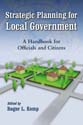 Strategic Planning for
Local Government
A Handbook for
Officials and Citizens
Edited by
Roger L. Kemp